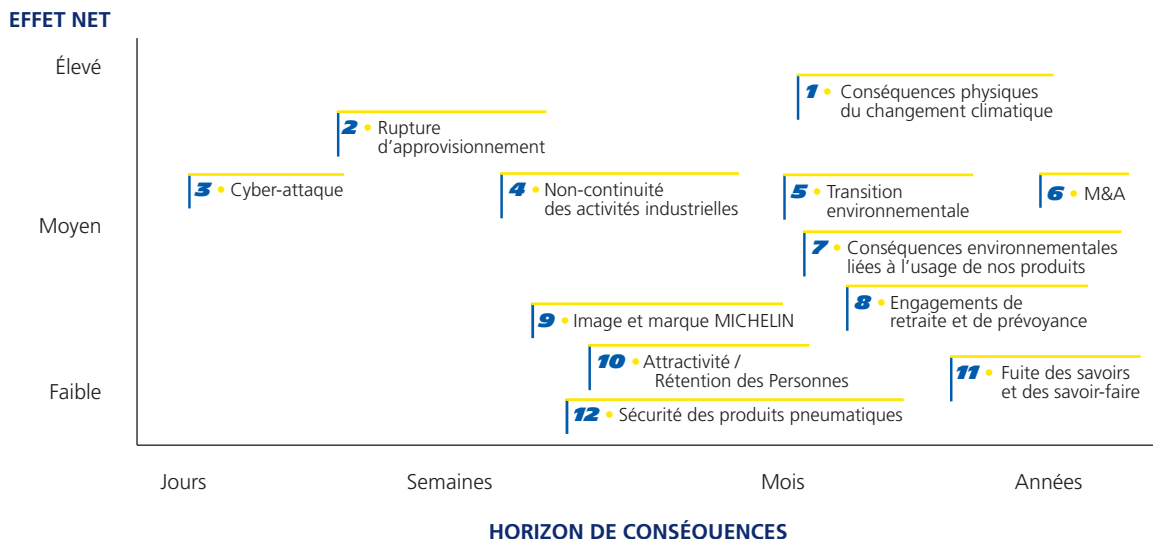 EFFET NET
Élevé
1 • Conséquences physiques
du changement climatique
2 • Rupture
d'approvisionnement
3 • Cyber-attaque
4 • Non-continuité
des activités industrielles
5 • Transition
environnementale
6 • M&A
Moyen
7 • Conséquences environnementales
liées à l'usage de nos produits
8 • Engagements de
retraite et de prévoyance
9 • Image et marque MICHELIN
10 • Attractivité /
Rétention des Personnes
11 • Fuite des savoirs
et des savoir-faire
Faible
12 • Sécurité des produits pneumatiques
Jours Semaines Mois Années
HORIZON DE CONSÉQUENCES